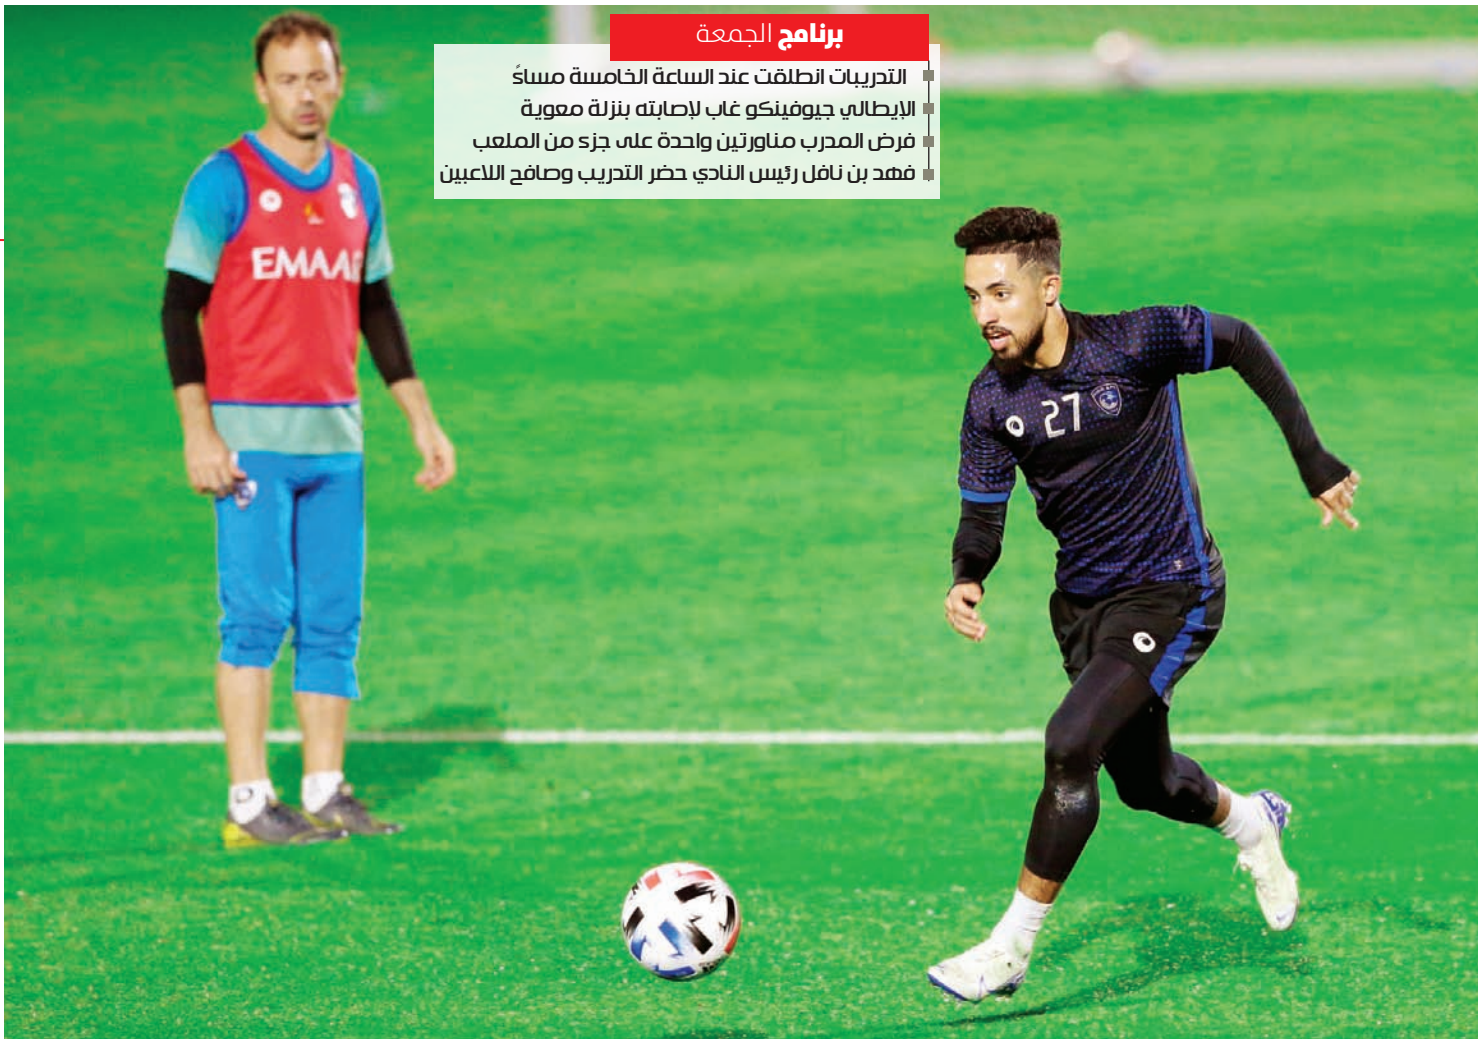 برنامج الجمعة
التدريبات انطلقت عند الساعة الخامسة مساءً
الإيطالي جيوفينكو غاب لإصابته بنزلة معوية
فرض المدرب مناورتين واحدة على جزء من الملعب
فهد بن نافل رئيس النادي حضر التدريب وصافح اللاعبين
EMAAR
27